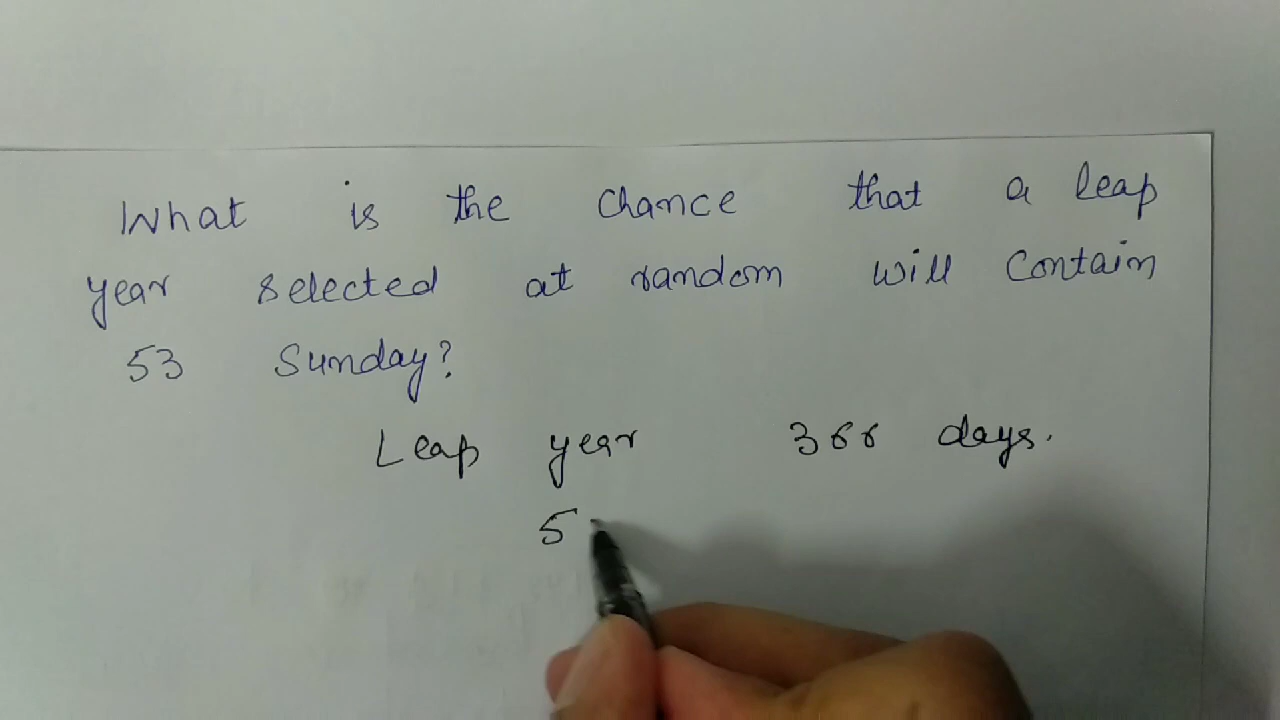 What is the chance that a leap
year selected at random will contain
53 Sunday?
Leap year 366 days.
5